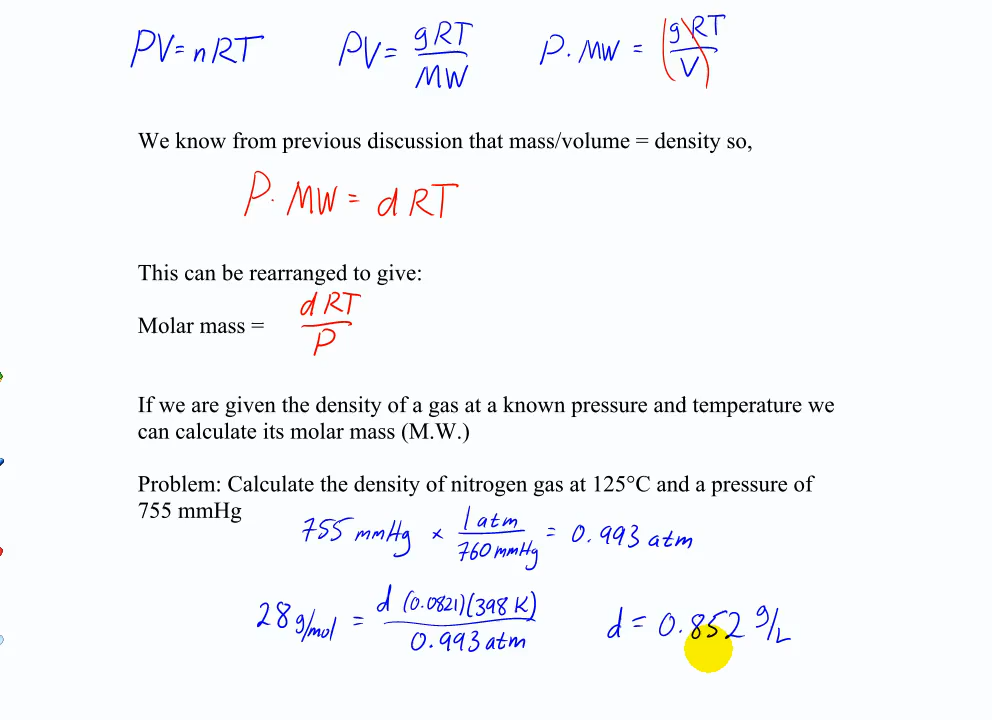 PV = nRT PV = gRT/MW P. MW = (g RT/V)
We know from previous discussion that mass/volume = density so,
P. MW = dRT
This can be rearranged to give:
Molar mass = dRT/P
If we are given the density of a gas at a known pressure and temperature we
can calculate its molar mass (M.W.)
Problem: Calculate the density of nitrogen gas at 125°C and a pressure of
755 mmHg
755 mmHg × 1 atm/760 mmHg = 0.993 atm
28 g/mol = d (0.0821)(398 K)/0.993 atm d = 0.852 g/L